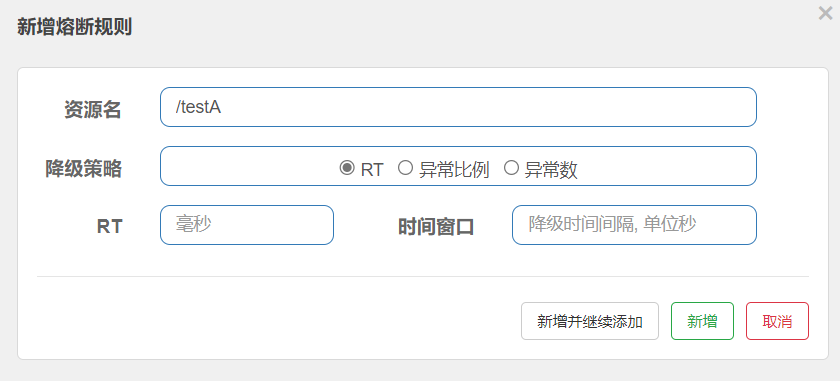 新增熔断规则
资源名 /testA
降级策略 RT 异常比例 异常数
RT 毫秒 时间窗口 降级时间间隔, 单位秒
新增并继续添加 新增 取消